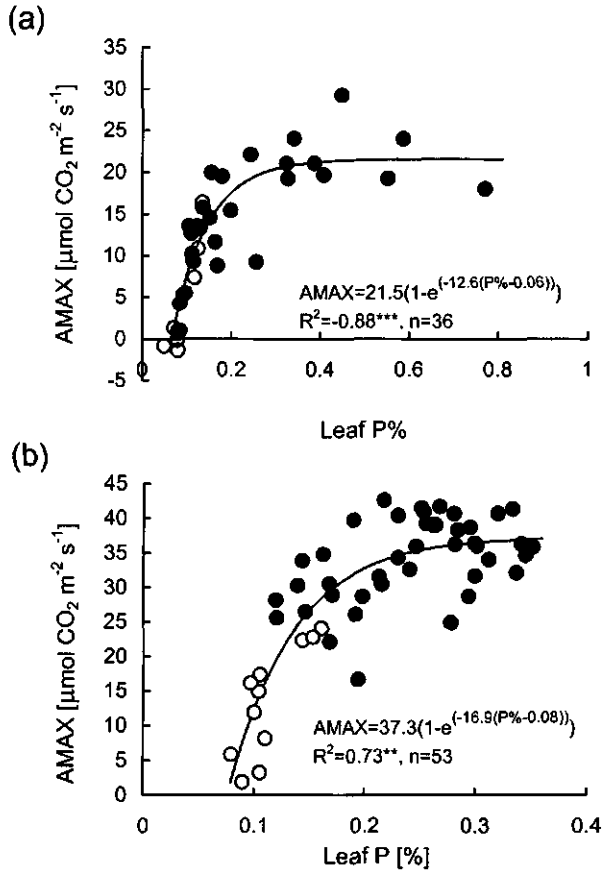 (a)
AMAX [μmol CO₂ m⁻² s⁻¹]
35
30
25
20
15
10
5
0
-5
AMAX=21.5(1-e^(-12.6(P%-0.06)))
R²=-0.88***, n=36
0.2
0.4
0.6
0.8
1
Leaf P%
(b)
AMAX [μmol CO₂ m⁻² s⁻¹]
45
40
35
30
25
20
15
10
5
0
AMAX=37.3(1-e^(-16.9(P%-0.08)))
R²=0.73**, n=53
0
0.1
0.2
0.3
0.4
Leaf P [%]